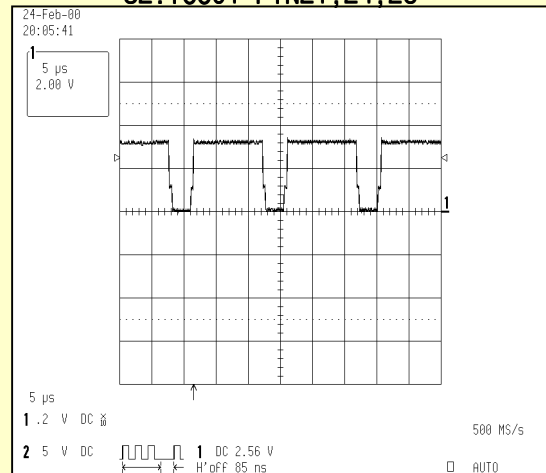 24-Feb-00
20:05:41
1
5 µs
2.00 V
1
5 µs
1 .2 V DC
2 5 V DC
1 DC 2.56 V
H'off 85 ns
500 MS/s
AUTO